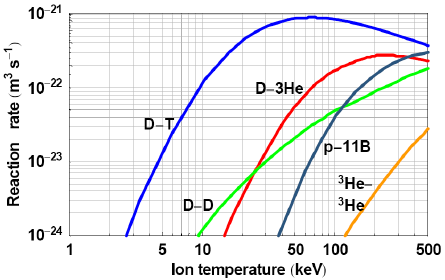 10⁻²¹
10⁻²²
10⁻²³
10⁻²⁴
Reaction rate (m³ s⁻¹)
D–T
D–3He
D–D
p–11B
³He–
³He
1 5 10 50 100 500
Ion temperature (keV)